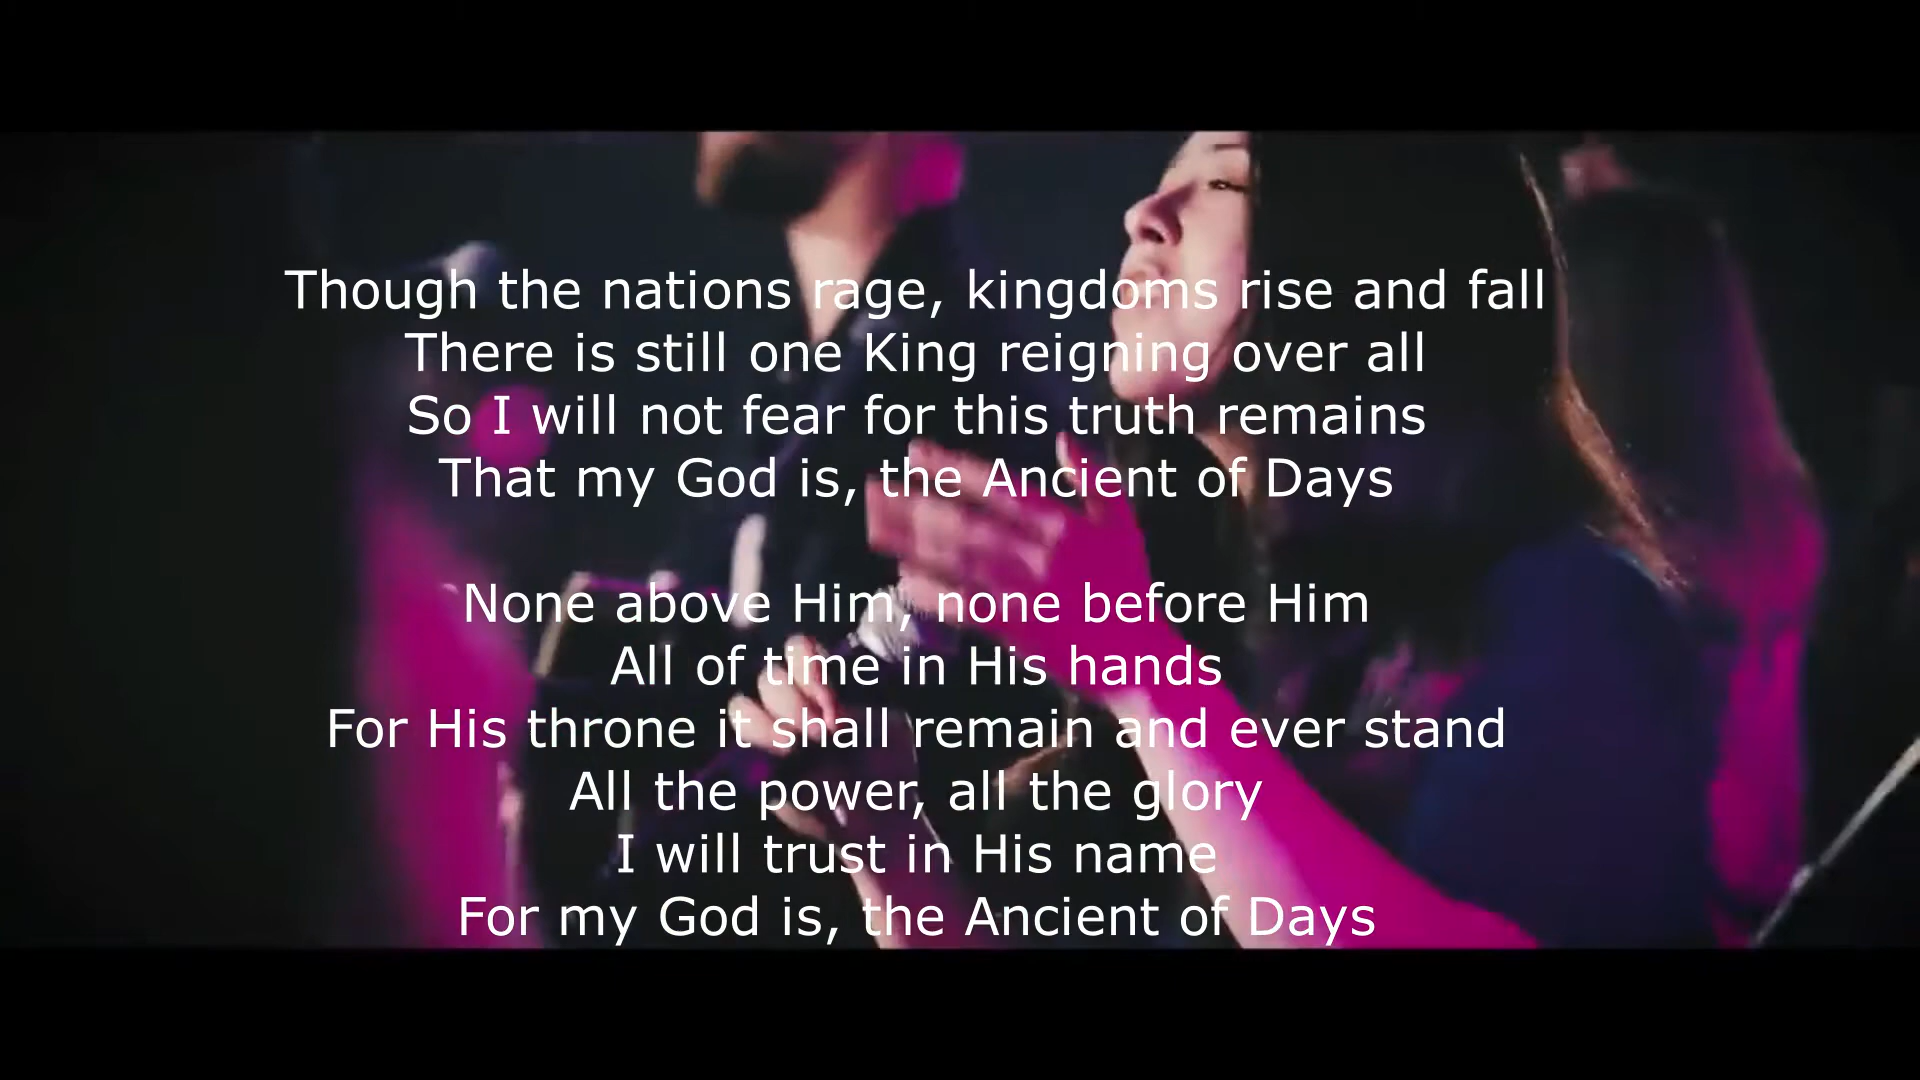 Though the nations rage, kingdoms rise and fall
There is still one King reigning over all
So I will not fear for this truth remains
That my God is, the Ancient of Days
None above Him, none before Him
All of time in His hands
For His throne it shall remain and ever stand
All the power, all the glory
I will trust in His name
For my God is, the Ancient of Days